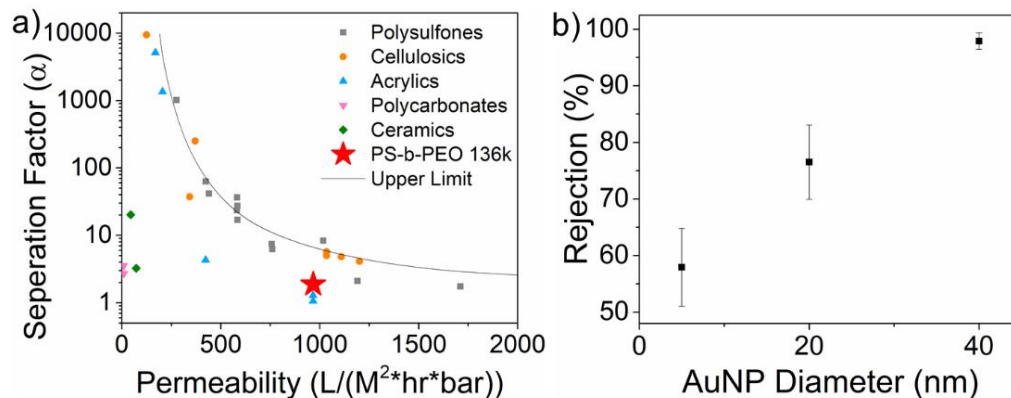 a)
Seperation Factor (α)
10000
1000
100
10
1
0 500 1000 1500 2000
Permeability (L/(M²*hr*bar))
Polysulfones
Cellulosics
Acrylics
Polycarbonates
Ceramics
PS-b-PEO 136k
Upper Limit
b)
Rejection (%)
100
90
80
70
60
50
0 20 40
AuNP Diameter (nm)